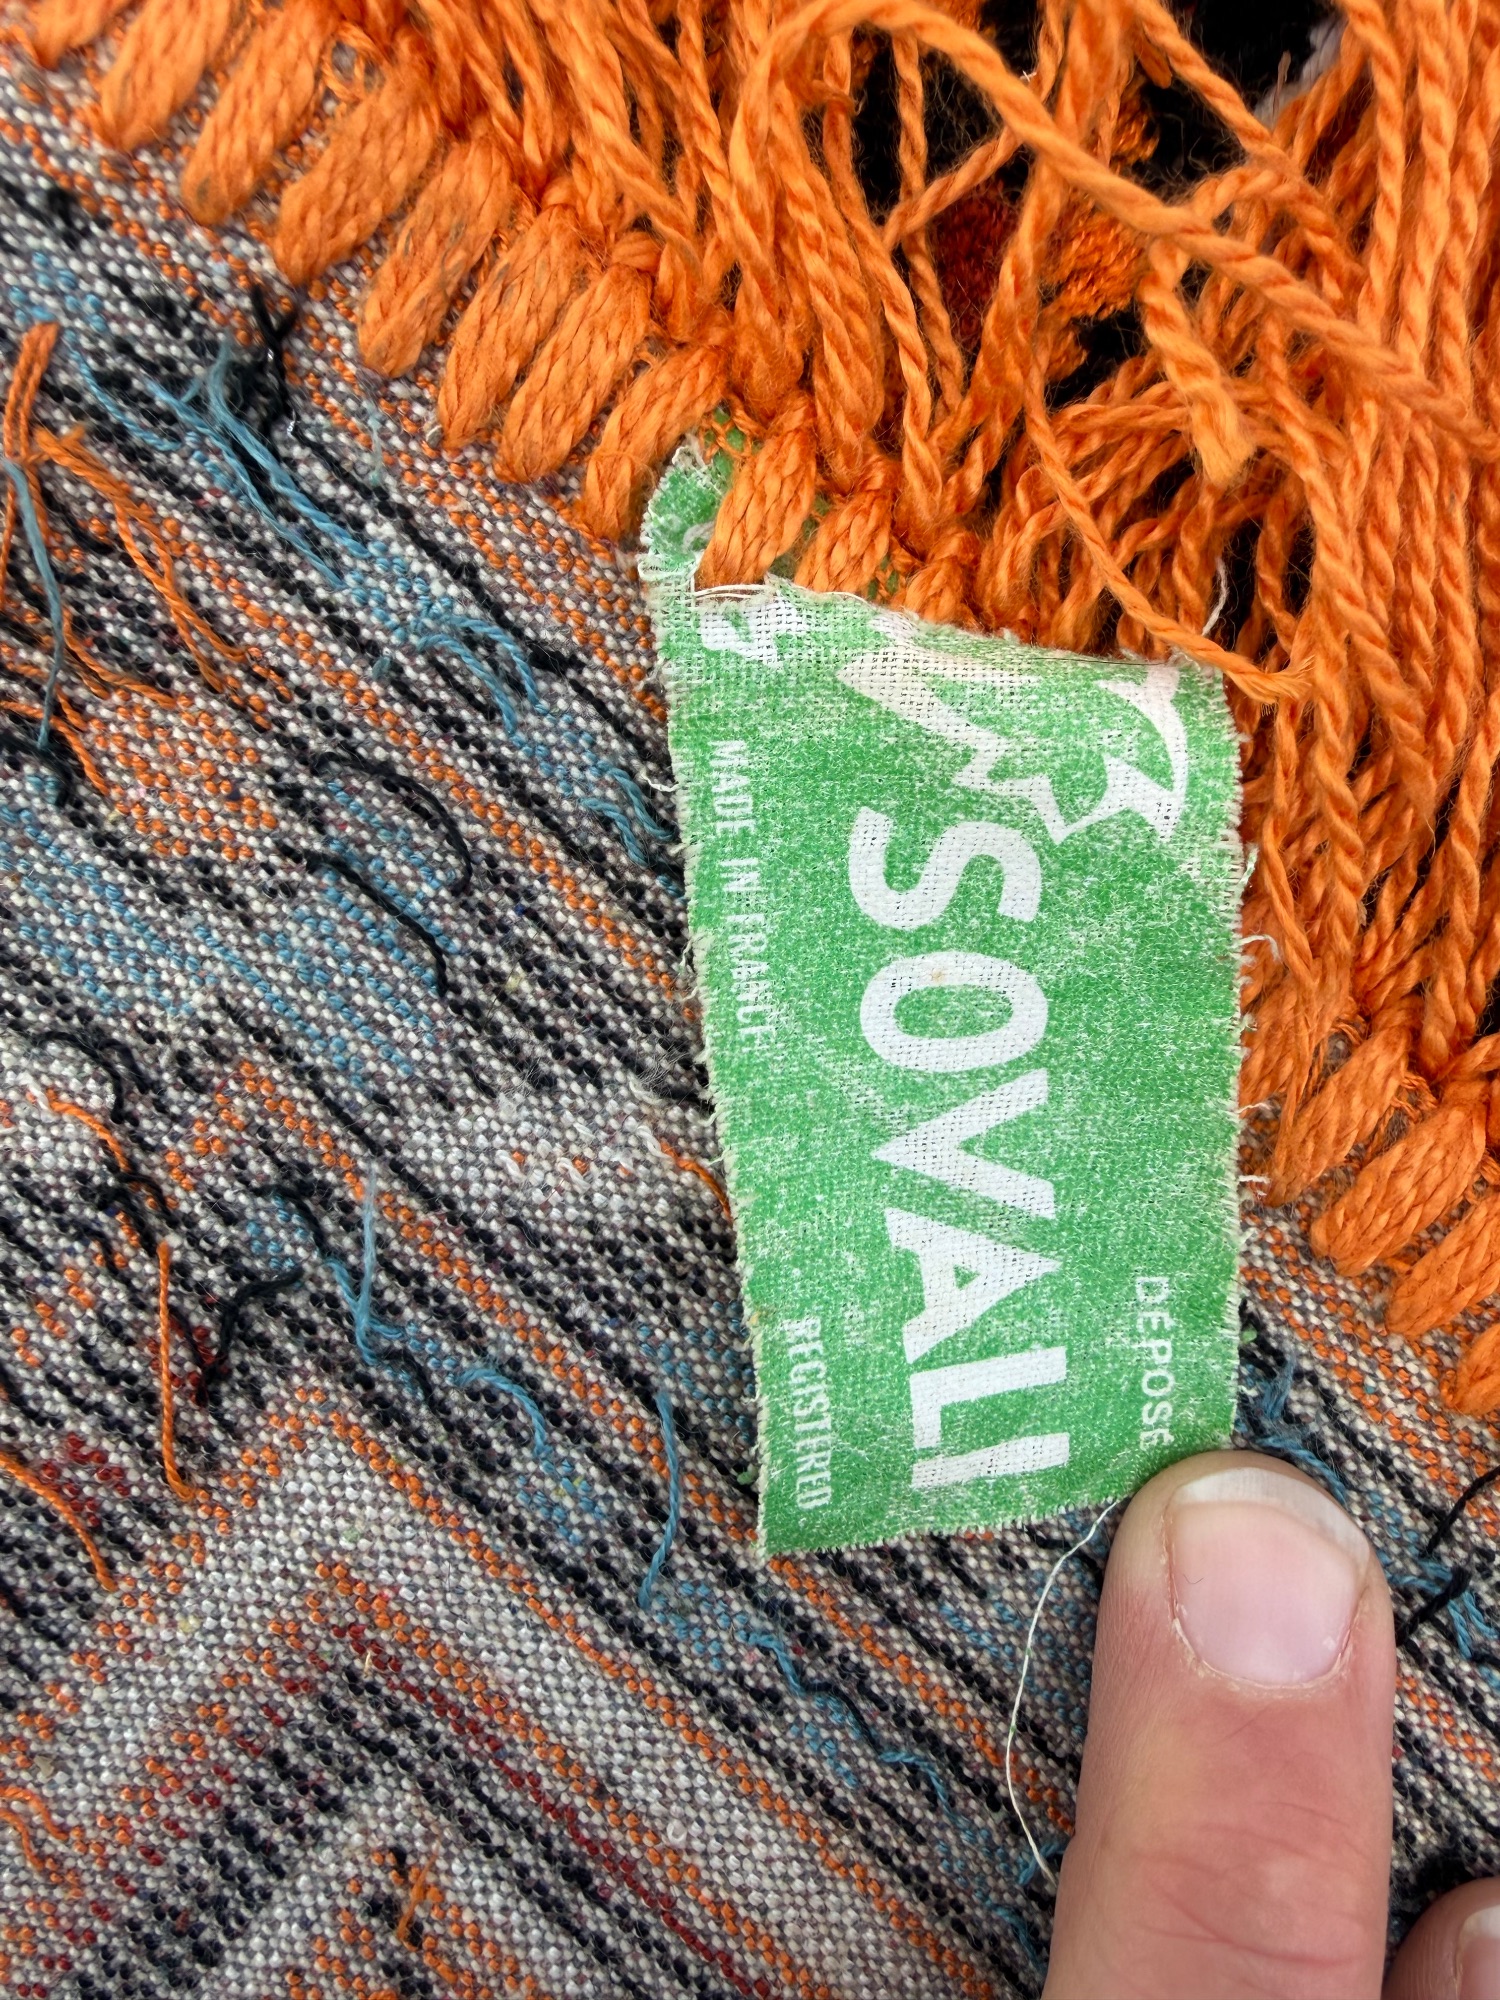 DÉPOSÉ
SOVALI
MADE IN FRANCE
REGISTERED